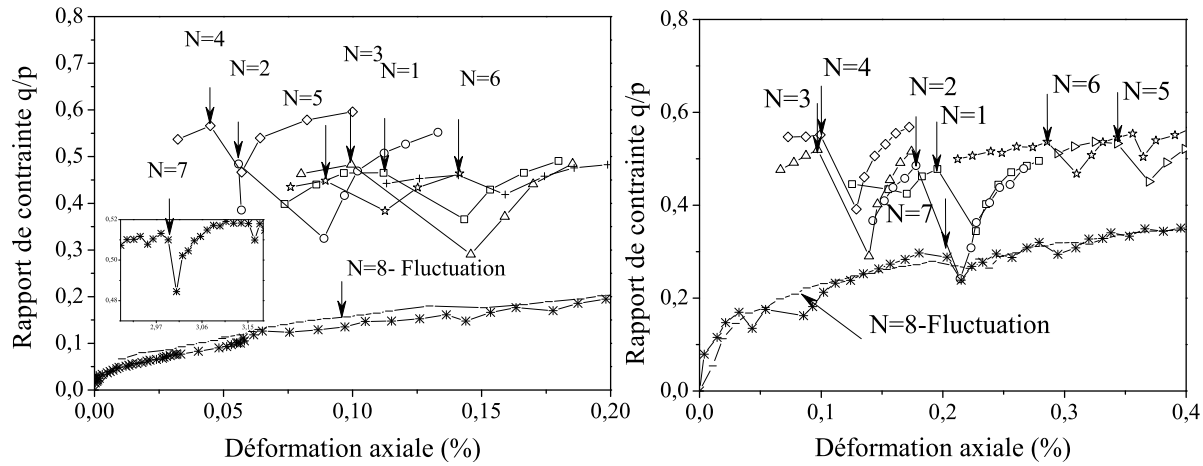 0,8
0,7
0,6
0,5
0,4
0,3
0,2
0,1
0,0
Rapport de contrainte q/p
N=4
N=2
N=3
N=1
N=5
N=6
N=7
0,52
0,50
0,48
2,97
3,06
3,15
N=8- Fluctuation
0,00
0,05
0,10
0,15
0,20
Déformation axiale (%)
0,8
0,6
0,4
0,2
0,0
Rapport de contrainte q/p
N=4
N=3
N=2
N=1
N=6
N=5
N=7
N=8-Fluctuation
0,0
0,1
0,2
0,3
0,4
Déformation axiale (%)